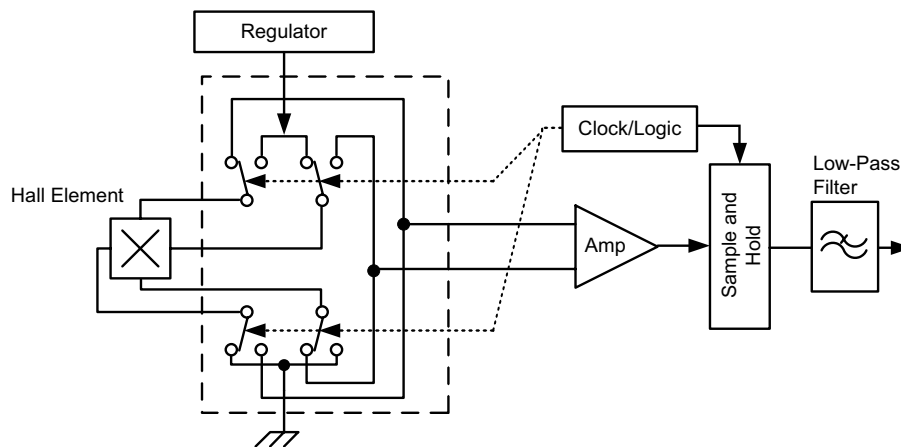 Regulator
Clock/Logic
Low-Pass
Filter
Hall Element
Amp
Sample and
Hold